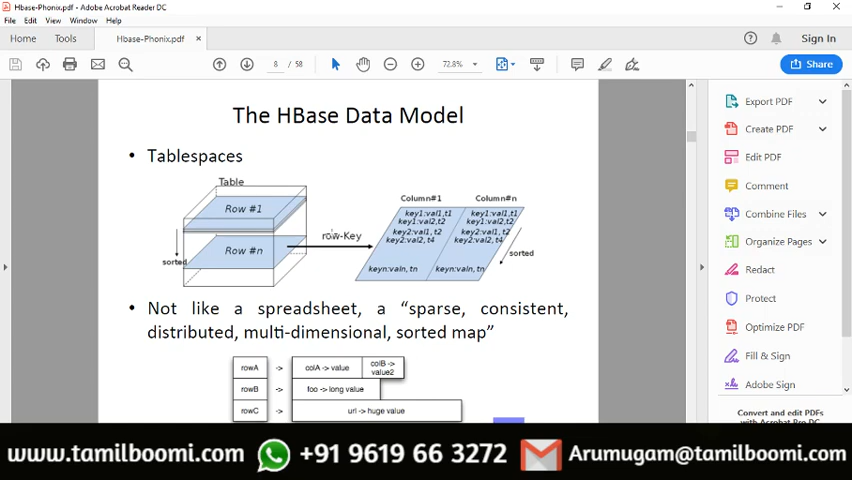 Hbase-Phonix.pdf - Adobe Acrobat Reader DC
File Edit View Window Help
Home Tools Hbase-Phonix.pdf × Sign In
8 / 58 72.8% Share
The HBase Data Model
• Tablespaces
Table
Row #1
Row #n
sorted
row-Key
Column#1 Column#n
key1:val1,t1 key1:val1,t1
key1:val2,t2 key1:val2,t2
key2:val1, t2 key2:val1, t2
key2:val2, t4 key2:val2, t4
keyn:valn, tn keyn:valn, tn
sorted
• Not like a spreadsheet, a “sparse, consistent,
distributed, multi-dimensional, sorted map”
rowA -> colA -> value colB ->
value2
rowB -> foo -> long value
rowC -> url -> huge value
Export PDF
Create PDF
Edit PDF
Comment
Combine Files
Organize Pages
Redact
Protect
Optimize PDF
Fill & Sign
Adobe Sign
Convert and edit PDFs
with Acrobat Pro DC
www.tamilboomi.com +91 9619 66 3272 Arumugam@tamilboomi.com